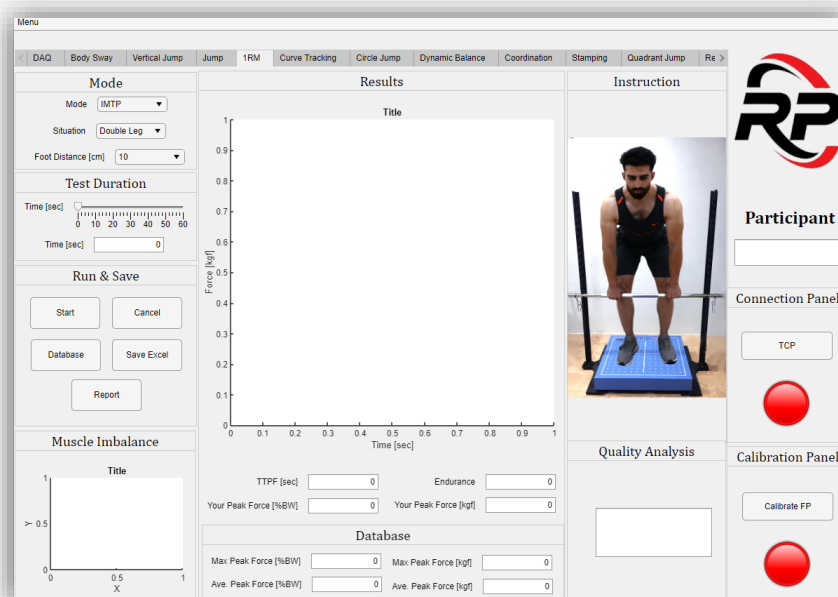 Menu
DAQ Body Sway Vertical Jump Jump 1RM Curve Tracking Circle Jump Dynamic Balance Coordination Stamping Quadrant Jump Re
Mode
Mode IMTP
Situation Double Leg
Foot Distance [cm] 10
Test Duration
Time [sec]
0 10 20 30 40 50 60
Time [sec] 0
Run & Save
Start Cancel
Database Save Excel
Report
Muscle Imbalance
Title
1
0.5
0
Y
0 0.5 1
X
Results
Title
1
0.9
0.8
0.7
0.6
0.5
0.4
0.3
0.2
0.1
0
Force [kgf]
0 0.1 0.2 0.3 0.4 0.5 0.6 0.7 0.8 0.9 1
Time [sec]
TTPF [sec] 0 Endurance 0
Your Peak Force [%BW] 0 Your Peak Force [kgf] 0
Database
Max Peak Force [%BW] 0 Max Peak Force [kgf] 0
Ave. Peak Force [%BW] 0 Ave. Peak Force [kgf] 0
Instruction
Quality Analysis
RP
Participant
Connection Panel
TCP
Calibration Panel
Calibrate FP